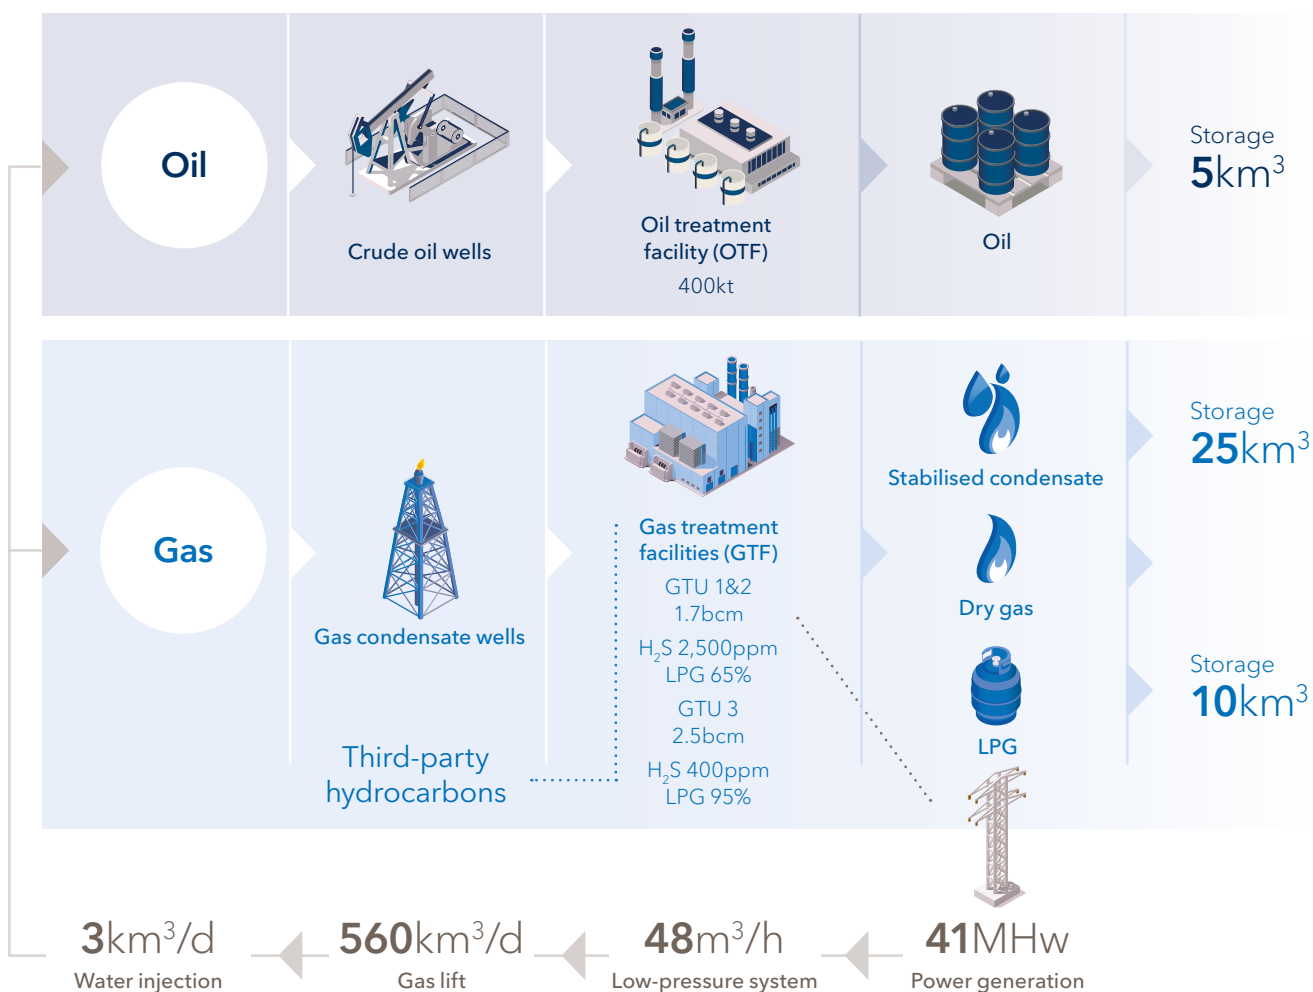 Oil
Crude oil wells
Oil treatment
facility (OTF)
400kt
Oil
Storage
5km³
Gas
Gas condensate wells
Third-party
hydrocarbons
Gas treatment
facilities (GTF)
GTU 1&2
1.7bcm
H₂S 2,500ppm
LPG 65%
GTU 3
2.5bcm
H₂S 400ppm
LPG 95%
Stabilised condensate
Dry gas
LPG
Storage
25km³
Storage
10km³
3km³/d
Water injection
560km³/d
Gas lift
48m³/h
Low-pressure system
41MHw
Power generation